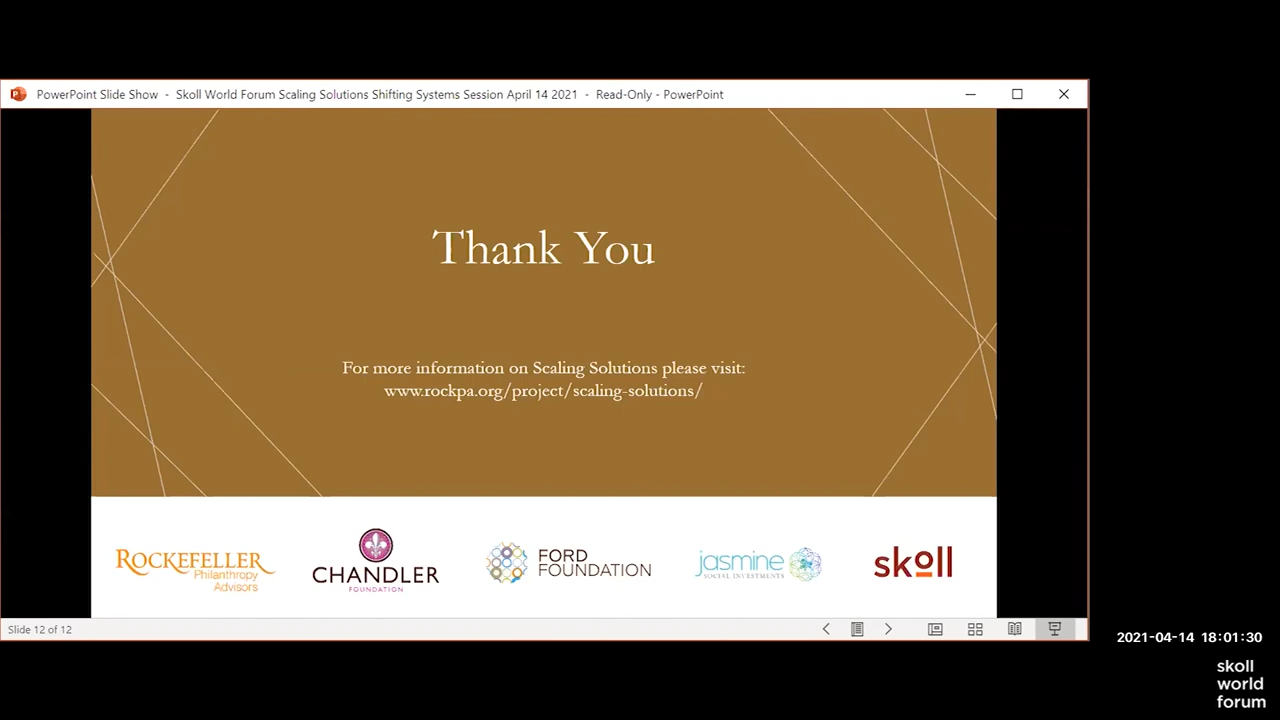 PowerPoint Slide Show - Skoll World Forum Scaling Solutions Shifting Systems Session April 14 2021 - Read-Only - PowerPoint
Thank You
For more information on Scaling Solutions please visit:
www.rockpa.org/project/scaling-solutions/
ROCKEFELLER
Philanthropy
Advisors
CHANDLER
FOUNDATION
FORD
FOUNDATION
jasmine
SOCIAL INVESTMENTS
skoll
Slide 12 of 12
2021-04-14 18:01:30
skoll
world
forum